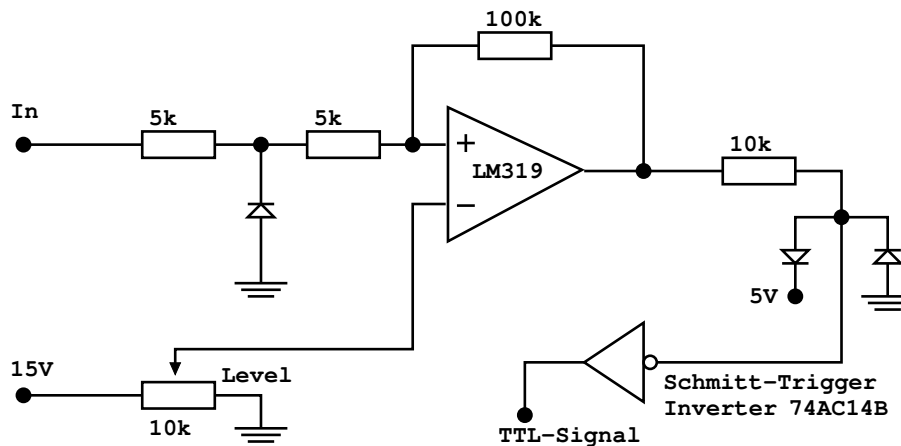 100k
In
5k
5k
+
LM319
−
10k
5V
15V
Level
10k
Schmitt−Trigger
Inverter 74AC14B
TTL−Signal